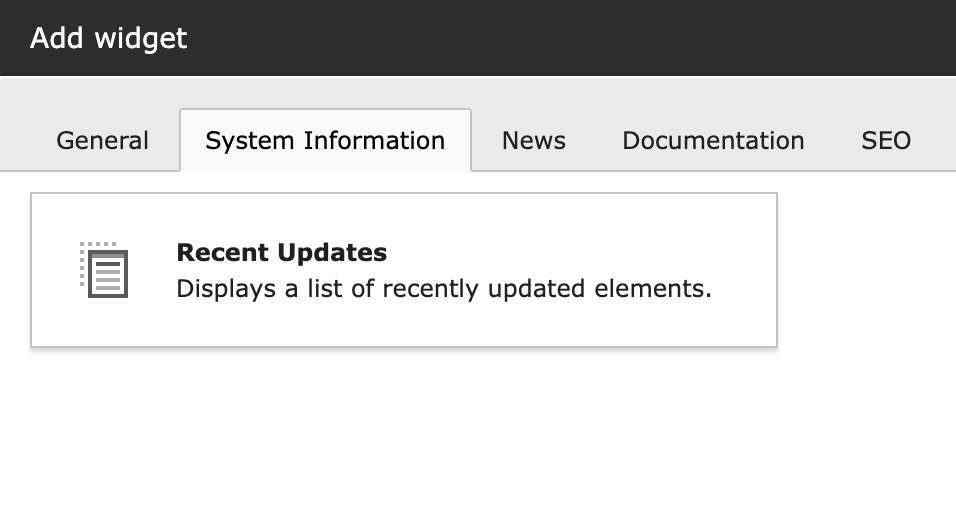 Add widget
General System Information News Documentation SEO
Recent Updates
Displays a list of recently updated elements.